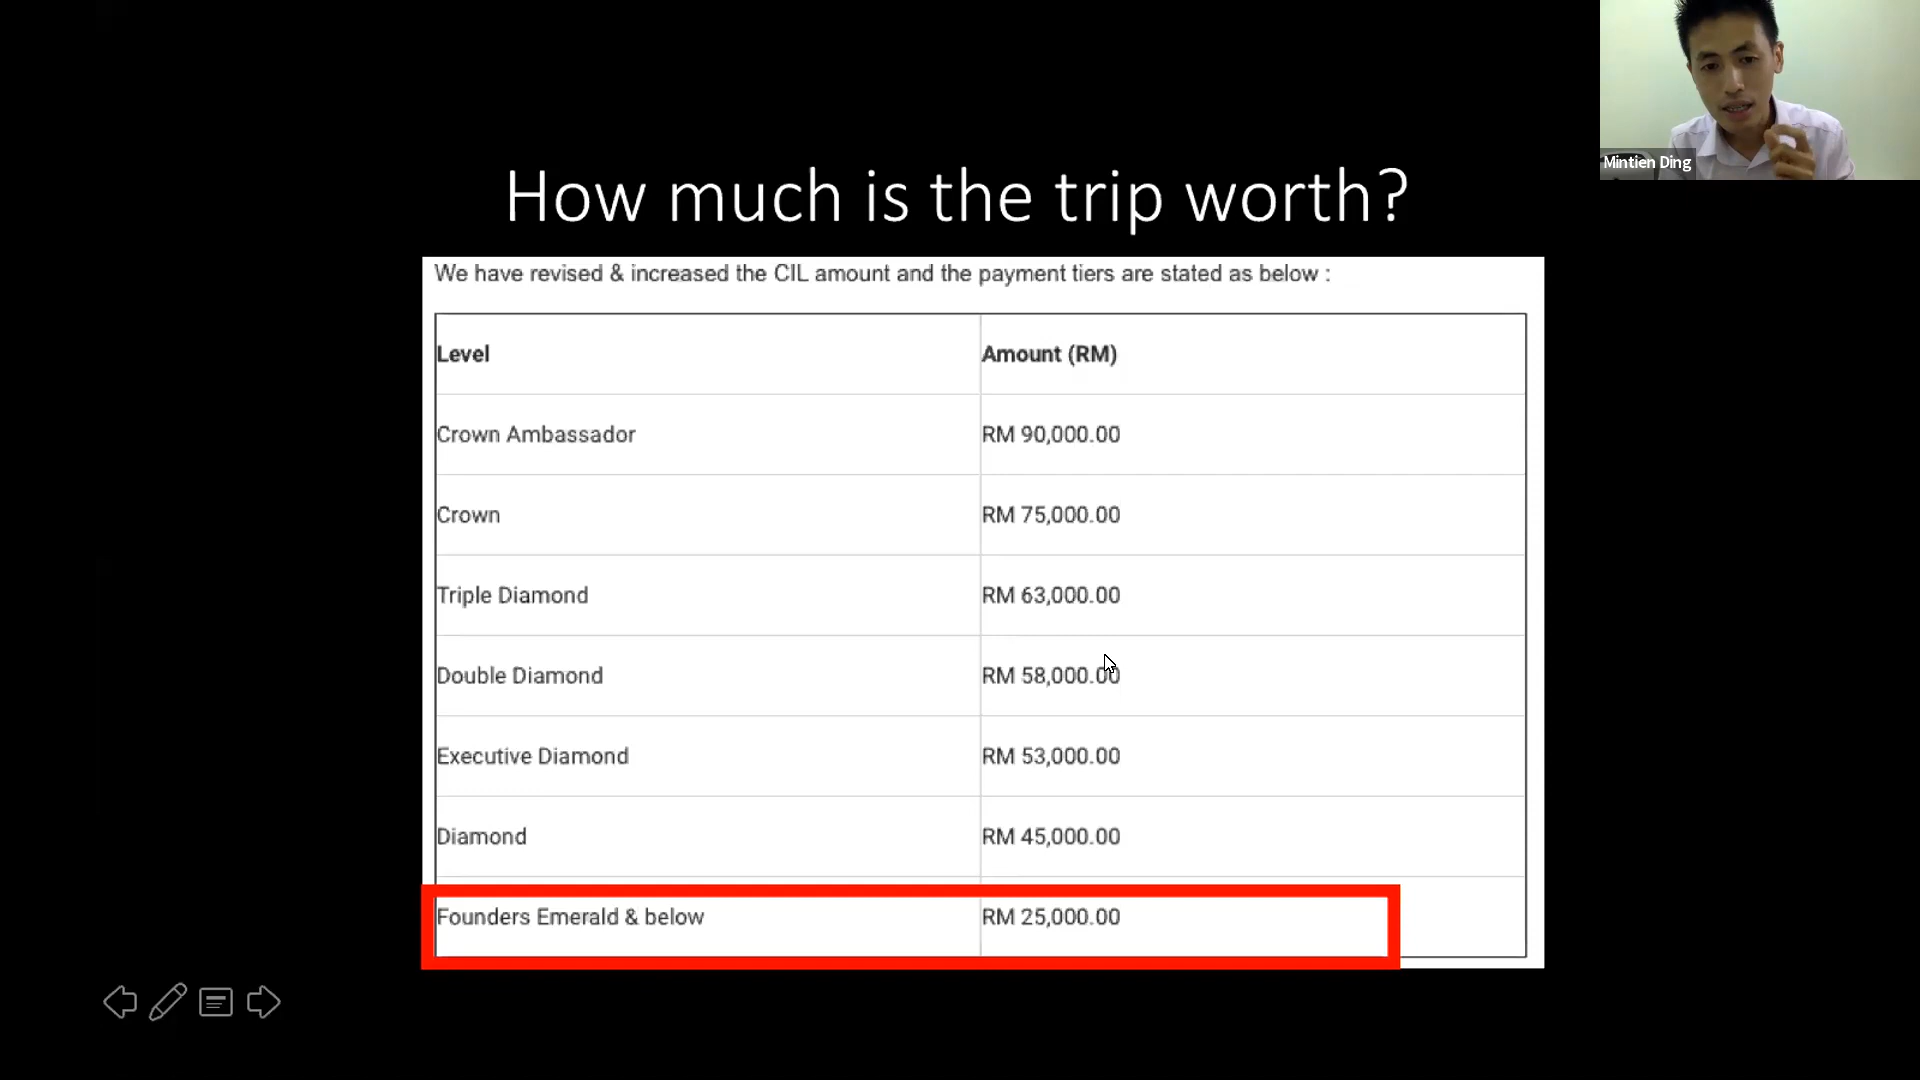 Mintien Ding
How much is the trip worth?
We have revised & increased the CIL amount and the payment tiers are stated as below :
Level Amount (RM)
Crown Ambassador RM 90,000.00
Crown RM 75,000.00
Triple Diamond RM 63,000.00
Double Diamond RM 58,000.00
Executive Diamond RM 53,000.00
Diamond RM 45,000.00
Founders Emerald & below RM 25,000.00